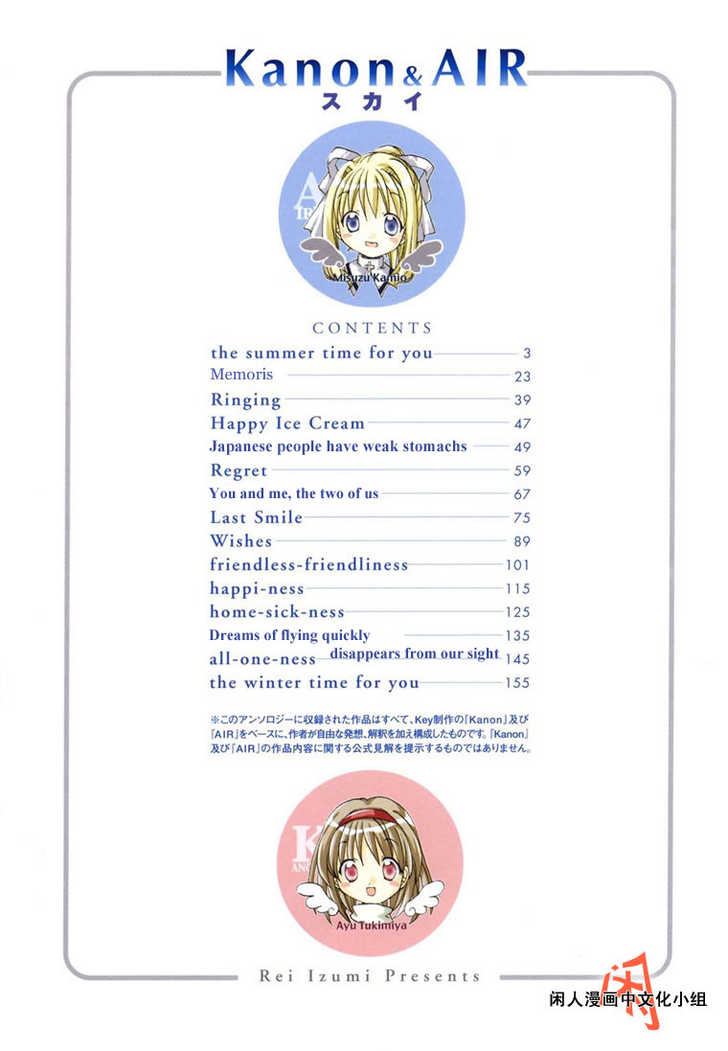 Kanon & AIR
スカイ
Misuzu Kamio
CONTENTS
the summer time for you 3
Memoris 23
Ringing 39
Happy Ice Cream 47
Japanese people have weak stomachs 49
Regret 59
You and me, the two of us 67
Last Smile 75
Wishes 89
friendless-friendliness 101
happi-ness 115
home-sick-ness 125
Dreams of flying quickly 135
all-one-ness disappears from our sight 145
the winter time for you 155
※このアンソロジーに収録された作品はすべて、Key制作の『Kanon』及び
『AIR』をベースに、作者が自由な発想、解釈を加え構成したものです。『Kanon』
及び『AIR』の作品内容に関する公式見解を提示するものではありません。
Ayu Tukimiya
Rei Izumi Presents
闲人漫画中文化小组